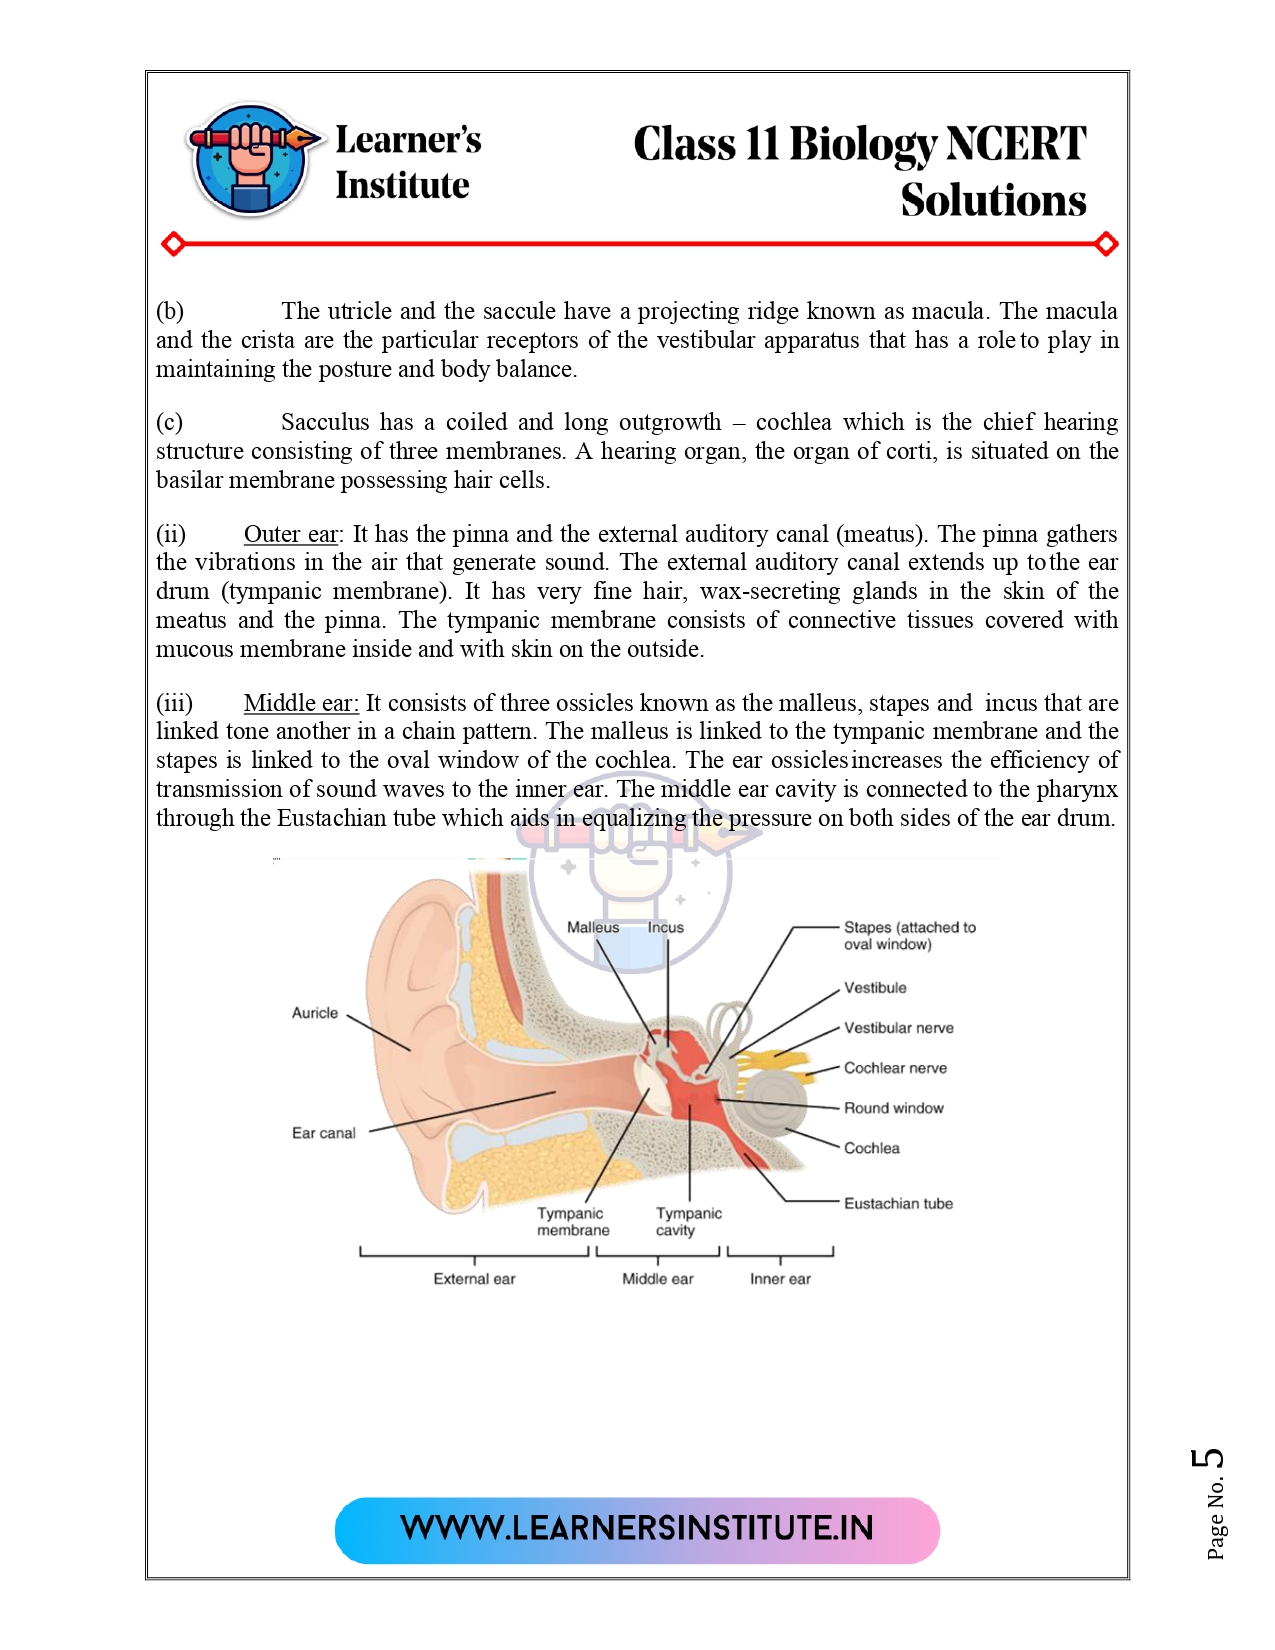 Learner's
Institute
Class 11 Biology NCERT
Solutions
(b) The utricle and the saccule have a projecting ridge known as macula. The macula
and the crista are the particular receptors of the vestibular apparatus that has a role to play in
maintaining the posture and body balance.
(c) Sacculus has a coiled and long outgrowth – cochlea which is the chief hearing
structure consisting of three membranes. A hearing organ, the organ of corti, is situated on the
basilar membrane possessing hair cells.
(ii) Outer ear: It has the pinna and the external auditory canal (meatus). The pinna gathers
the vibrations in the air that generate sound. The external auditory canal extends up to the ear
drum (tympanic membrane). It has very fine hair, wax-secreting glands in the skin of the
meatus and the pinna. The tympanic membrane consists of connective tissues covered with
mucous membrane inside and with skin on the outside.
(iii) Middle ear: It consists of three ossicles known as the malleus, stapes and incus that are
linked tone another in a chain pattern. The malleus is linked to the tympanic membrane and the
stapes is linked to the oval window of the cochlea. The ear ossicles increases the efficiency of
transmission of sound waves to the inner ear. The middle ear cavity is connected to the pharynx
through the Eustachian tube which aids in equalizing the pressure on both sides of the ear drum.
Malleus Incus
Stapes (attached to
oval window)
Vestibule
Auricle
Vestibular nerve
Cochlear nerve
Round window
Ear canal
Cochlea
Eustachian tube
Tympanic
membrane
Tympanic
cavity
External ear
Middle ear
Inner ear
Page No. 5
WWW.LEARNERSINSTITUTE.IN